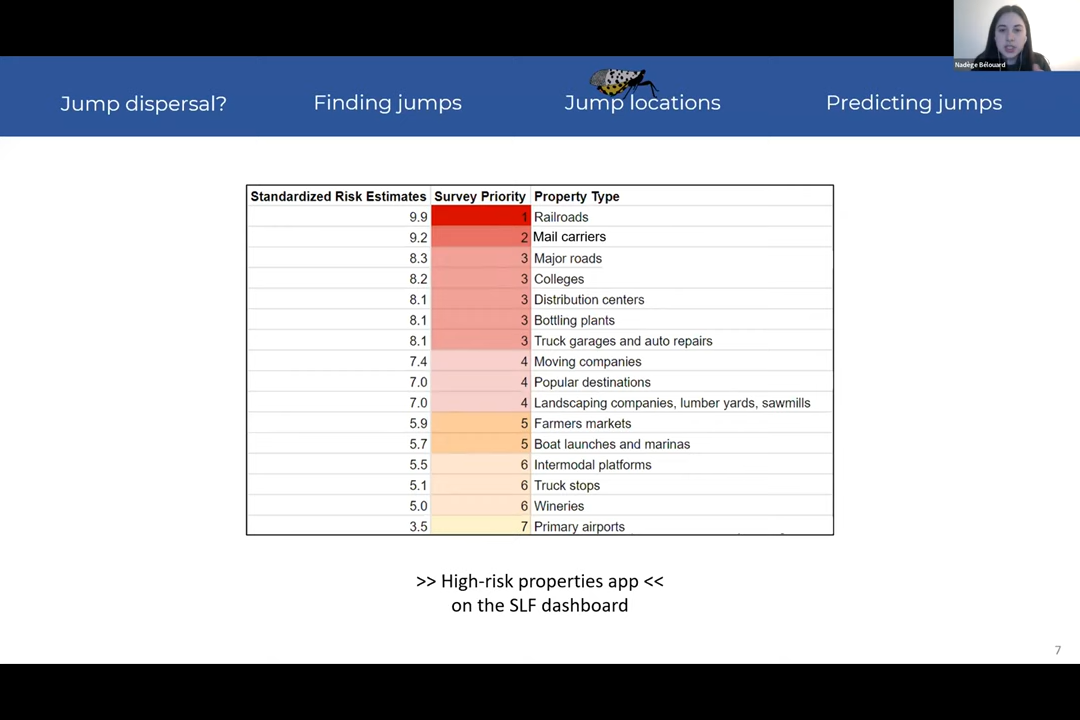 Nadège Bélouard
Jump dispersal? Finding jumps Jump locations Predicting jumps
Standardized Risk Estimates Survey Priority Property Type
9.9 1 Railroads
9.2 2 Mail carriers
8.3 3 Major roads
8.2 3 Colleges
8.1 3 Distribution centers
8.1 3 Bottling plants
8.1 3 Truck garages and auto repairs
7.4 4 Moving companies
7.0 4 Popular destinations
7.0 4 Landscaping companies, lumber yards, sawmills
5.9 5 Farmers markets
5.7 5 Boat launches and marinas
5.5 6 Intermodal platforms
5.1 6 Truck stops
5.0 6 Wineries
3.5 7 Primary airports
>> High-risk properties app <<
on the SLF dashboard
7